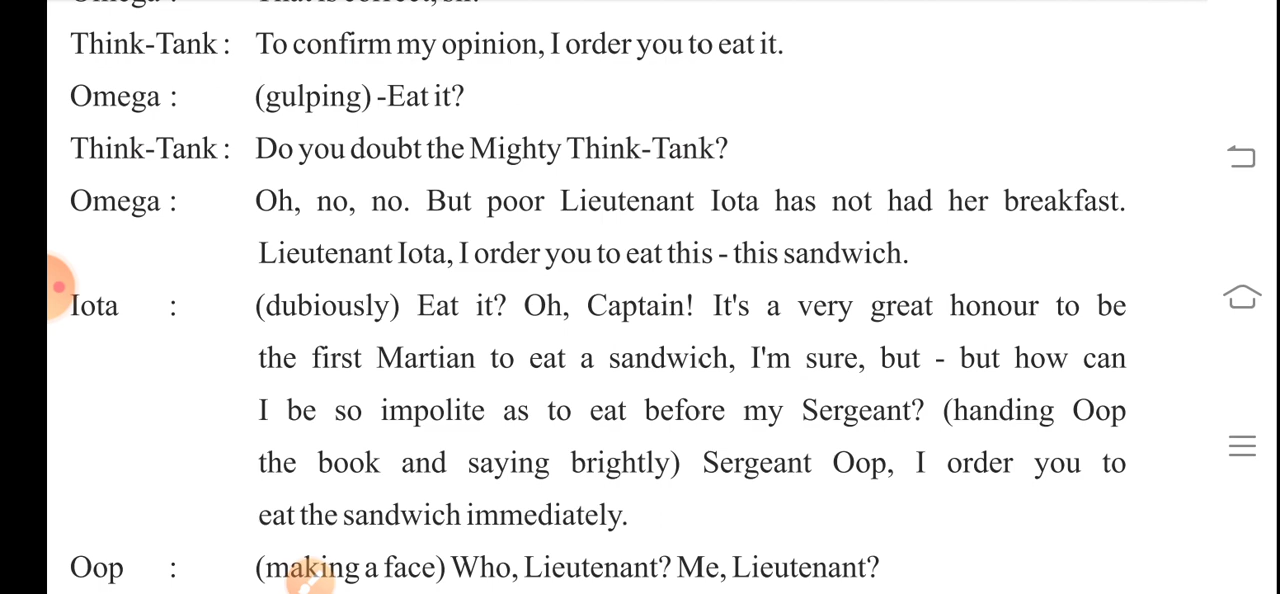 Omega :
Think-Tank : To confirm my opinion, I order you to eat it.
Omega : (gulping) -Eat it?
Think-Tank : Do you doubt the Mighty Think-Tank?
Omega : Oh, no, no. But poor Lieutenant Iota has not had her breakfast.
Lieutenant Iota, I order you to eat this - this sandwich.
Iota : (dubiously) Eat it? Oh, Captain! It's a very great honour to be
the first Martian to eat a sandwich, I'm sure, but - but how can
I be so impolite as to eat before my Sergeant? (handing Oop
the book and saying brightly) Sergeant Oop, I order you to
eat the sandwich immediately.
Oop : (making a face) Who, Lieutenant? Me, Lieutenant?